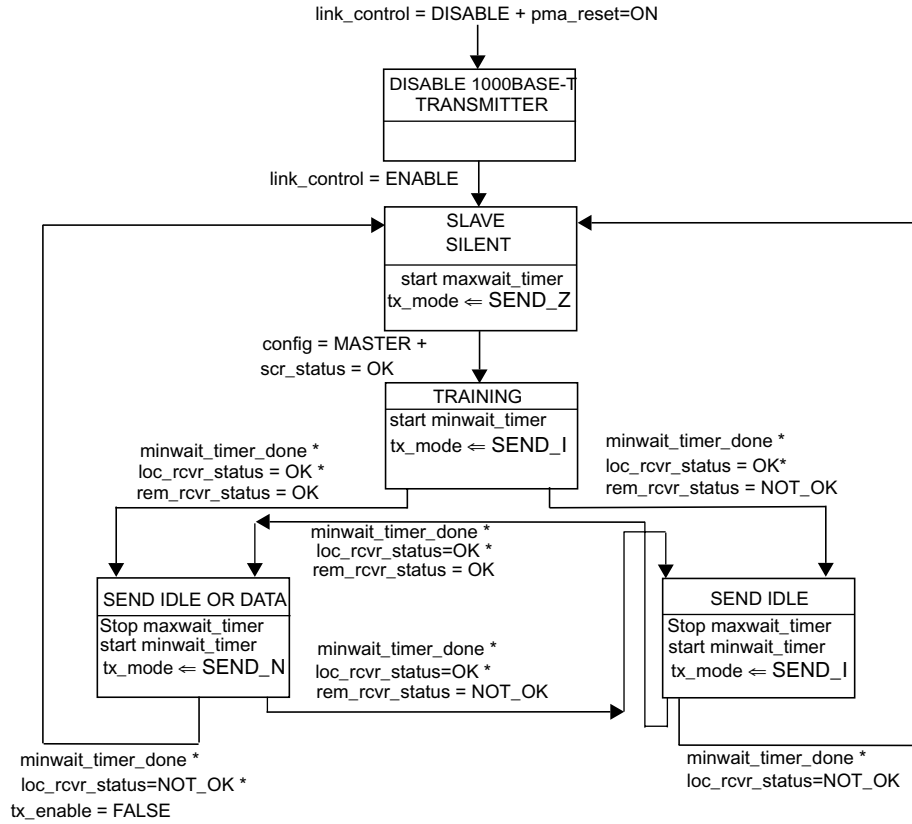 link_control = DISABLE + pma_reset=ON
DISABLE 1000BASE-T
TRANSMITTER
link_control = ENABLE
SLAVE
SILENT
start maxwait_timer
tx_mode ⇐ SEND_Z
config = MASTER +
scr_status = OK
TRAINING
start minwait_timer
tx_mode ⇐ SEND_I
minwait_timer_done *
loc_rcvr_status = OK *
rem_rcvr_status = OK
minwait_timer_done *
loc_rcvr_status = OK*
rem_rcvr_status = NOT_OK
minwait_timer_done *
loc_rcvr_status=OK *
rem_rcvr_status = OK
SEND IDLE OR DATA
Stop maxwait_timer
start minwait_timer
tx_mode ⇐ SEND_N
SEND IDLE
Stop maxwait_timer
start minwait_timer
tx_mode ⇐ SEND_I
minwait_timer_done *
loc_rcvr_status=OK *
rem_rcvr_status = NOT_OK
minwait_timer_done *
loc_rcvr_status=NOT_OK *
tx_enable = FALSE
minwait_timer_done *
loc_rcvr_status=NOT_OK